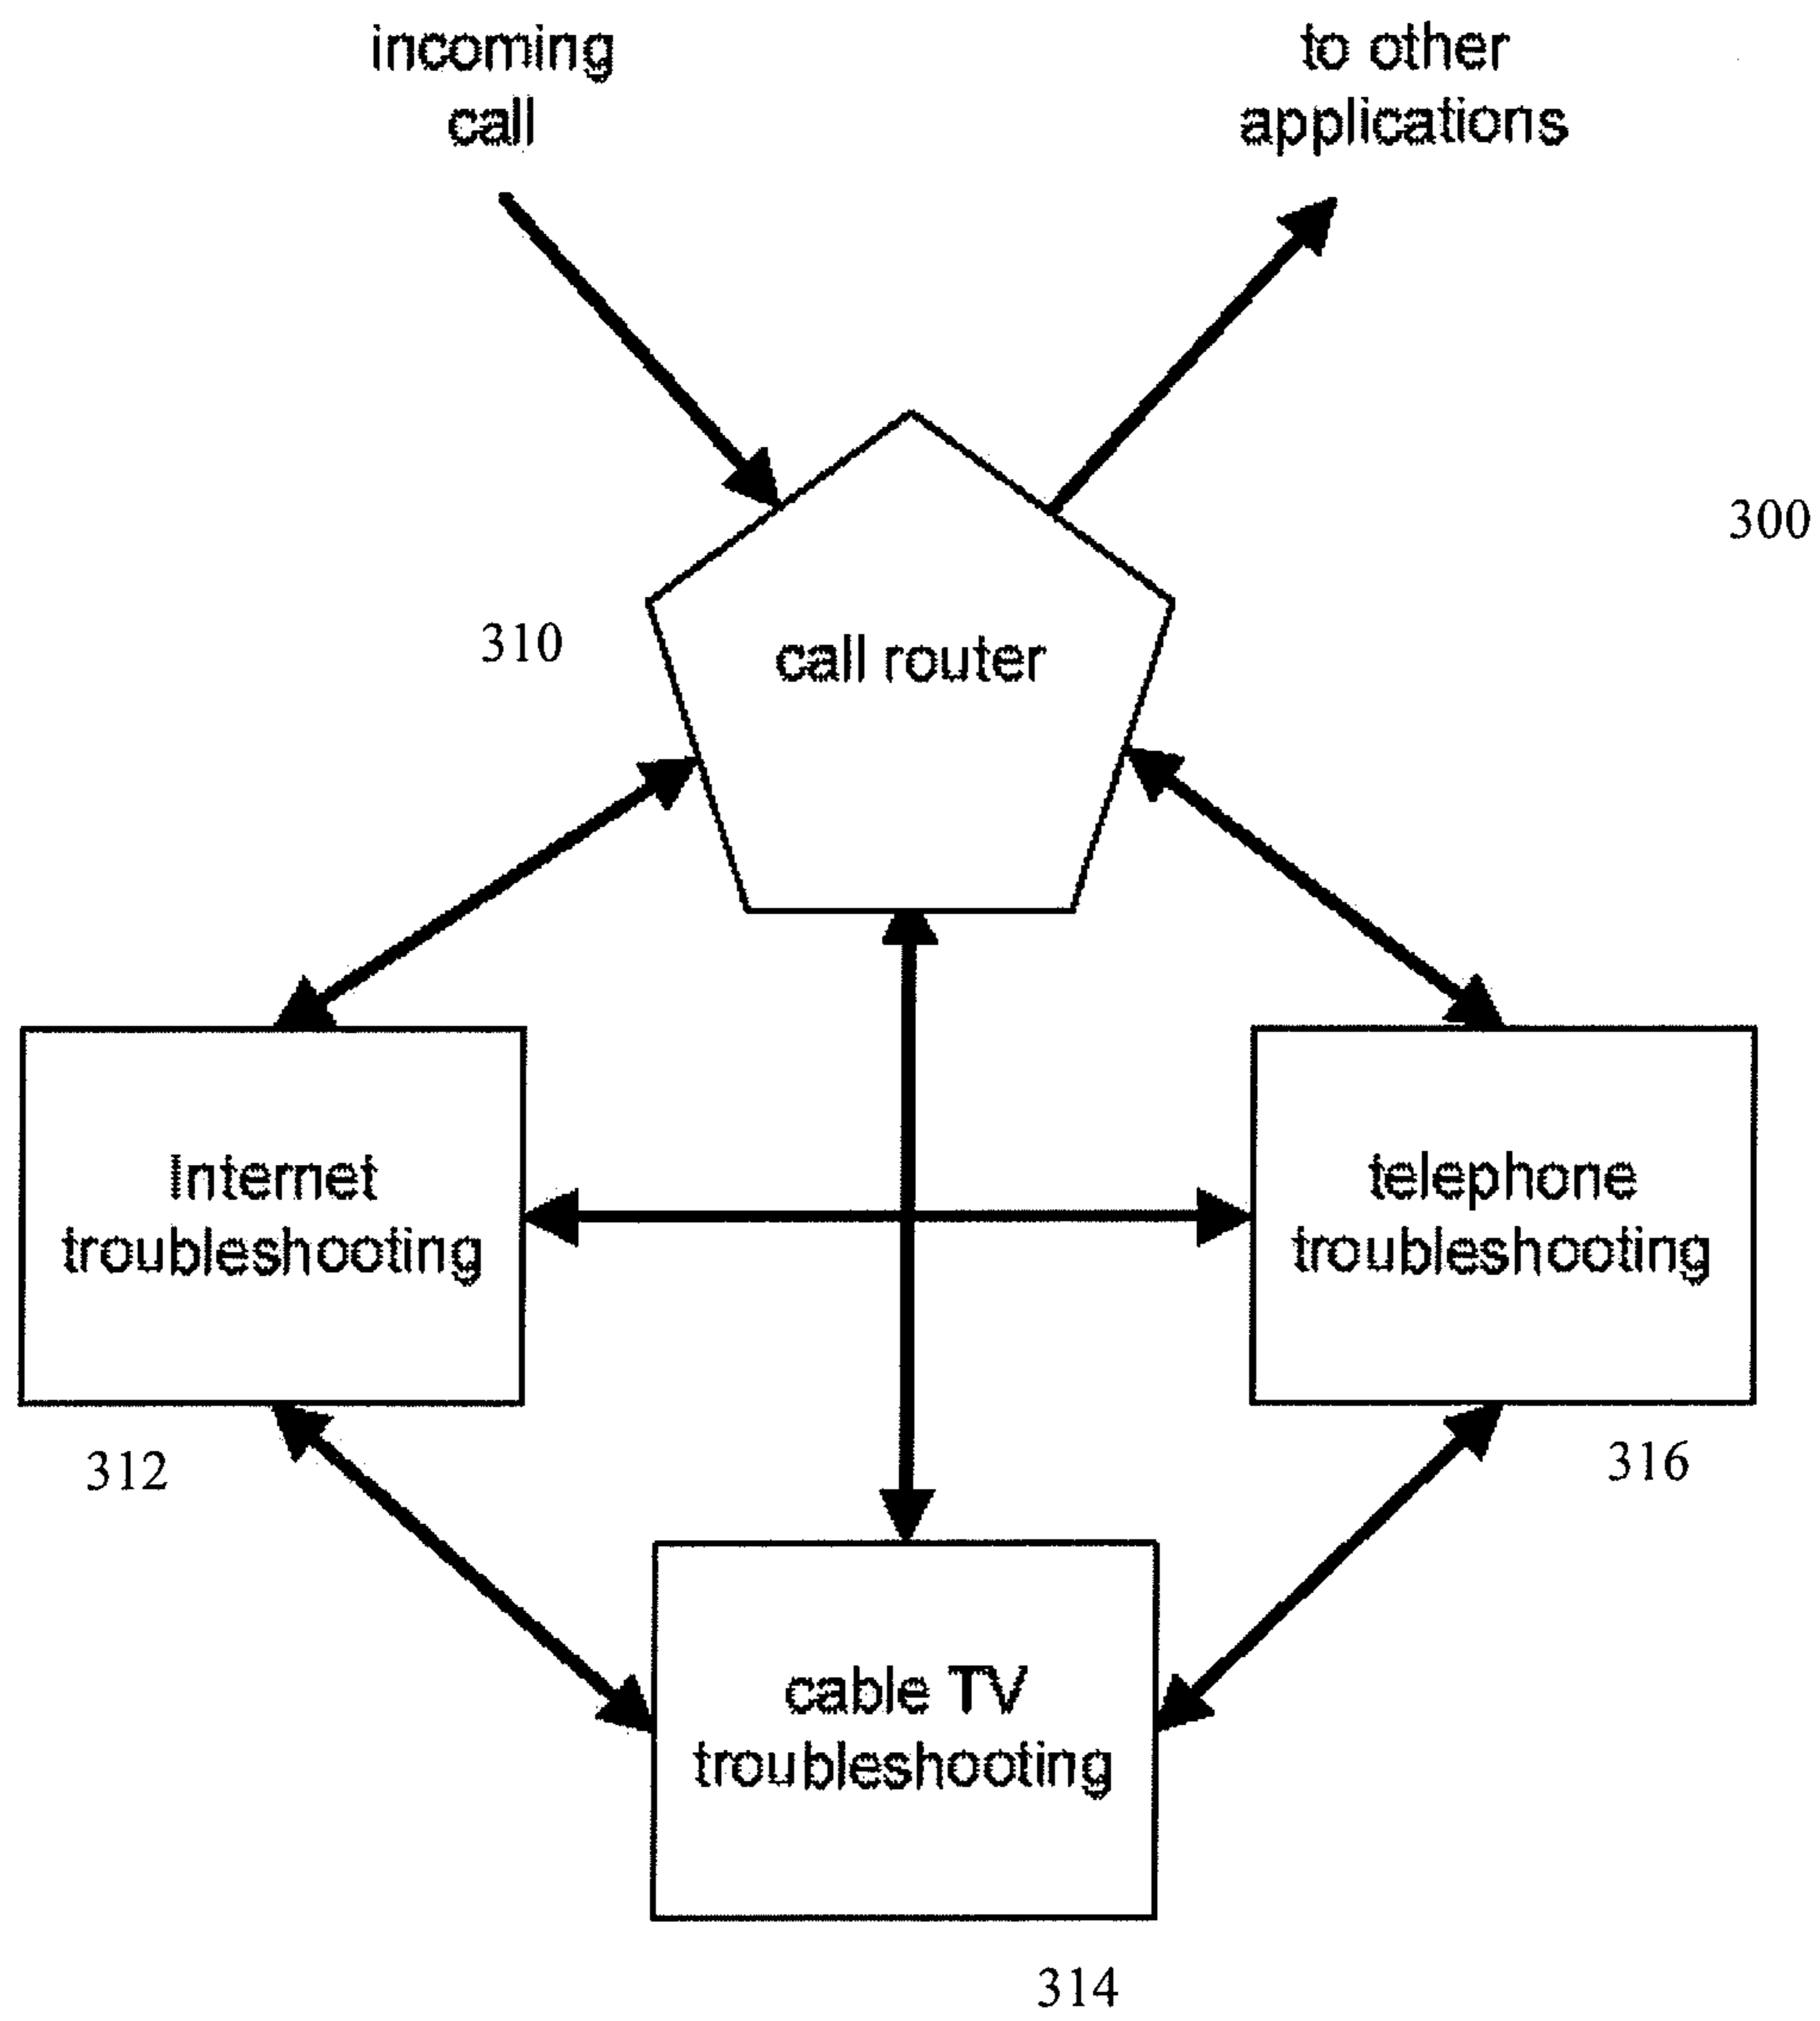 incoming
call
to other
applications
300
310
call router
Internet
troubleshooting
telephone
troubleshooting
312
316
cable TV
troubleshooting
314